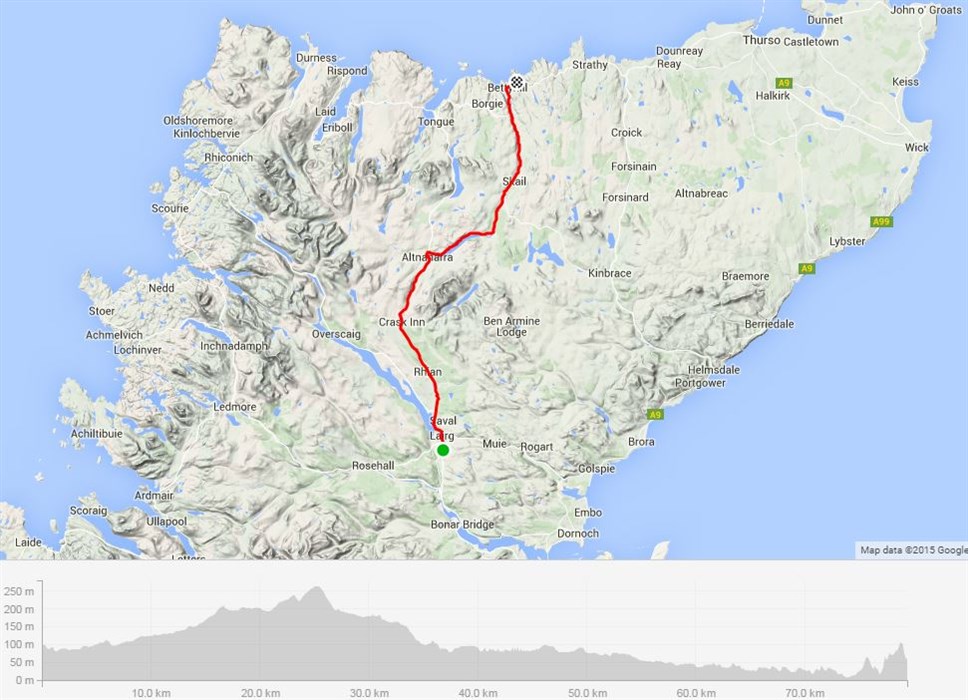 John o' Groats
Dunnet
Thurso Castletown
Durness
Rispond
Dounreay
Reay
Strathy
A9
Halkirk
Keiss
Borgie
Laid
Eriboll
Tongue
Oldshoremore
Kinlochbervie
Croick
Wick
Rhiconich
Forsinain
Skail
Forsinard
Altnabreac
Scourie
A99
Lybster
Altnaharra
A9
Kinbrace
Braemore
Nedd
Stoer
Crask Inn
Ben Armine
Lodge
Berriedale
Achmelvich
Lochinver
Overscaig
Inchnadamph
Rhian
Helmsdale
Portgower
Ledmore
A9
Saval
Lairg
Achiltibuie
Muie
Rogart
Brora
Rosehall
Golspie
Ardmair
Scoraig
Ullapool
Embo
Bonar Bridge
Dornoch
Laide
Map data ©2015 Google
250 m
200 m
150 m
100 m
50 m
0 m
10.0 km
20.0 km
30.0 km
40.0 km
50.0 km
60.0 km
70.0 km